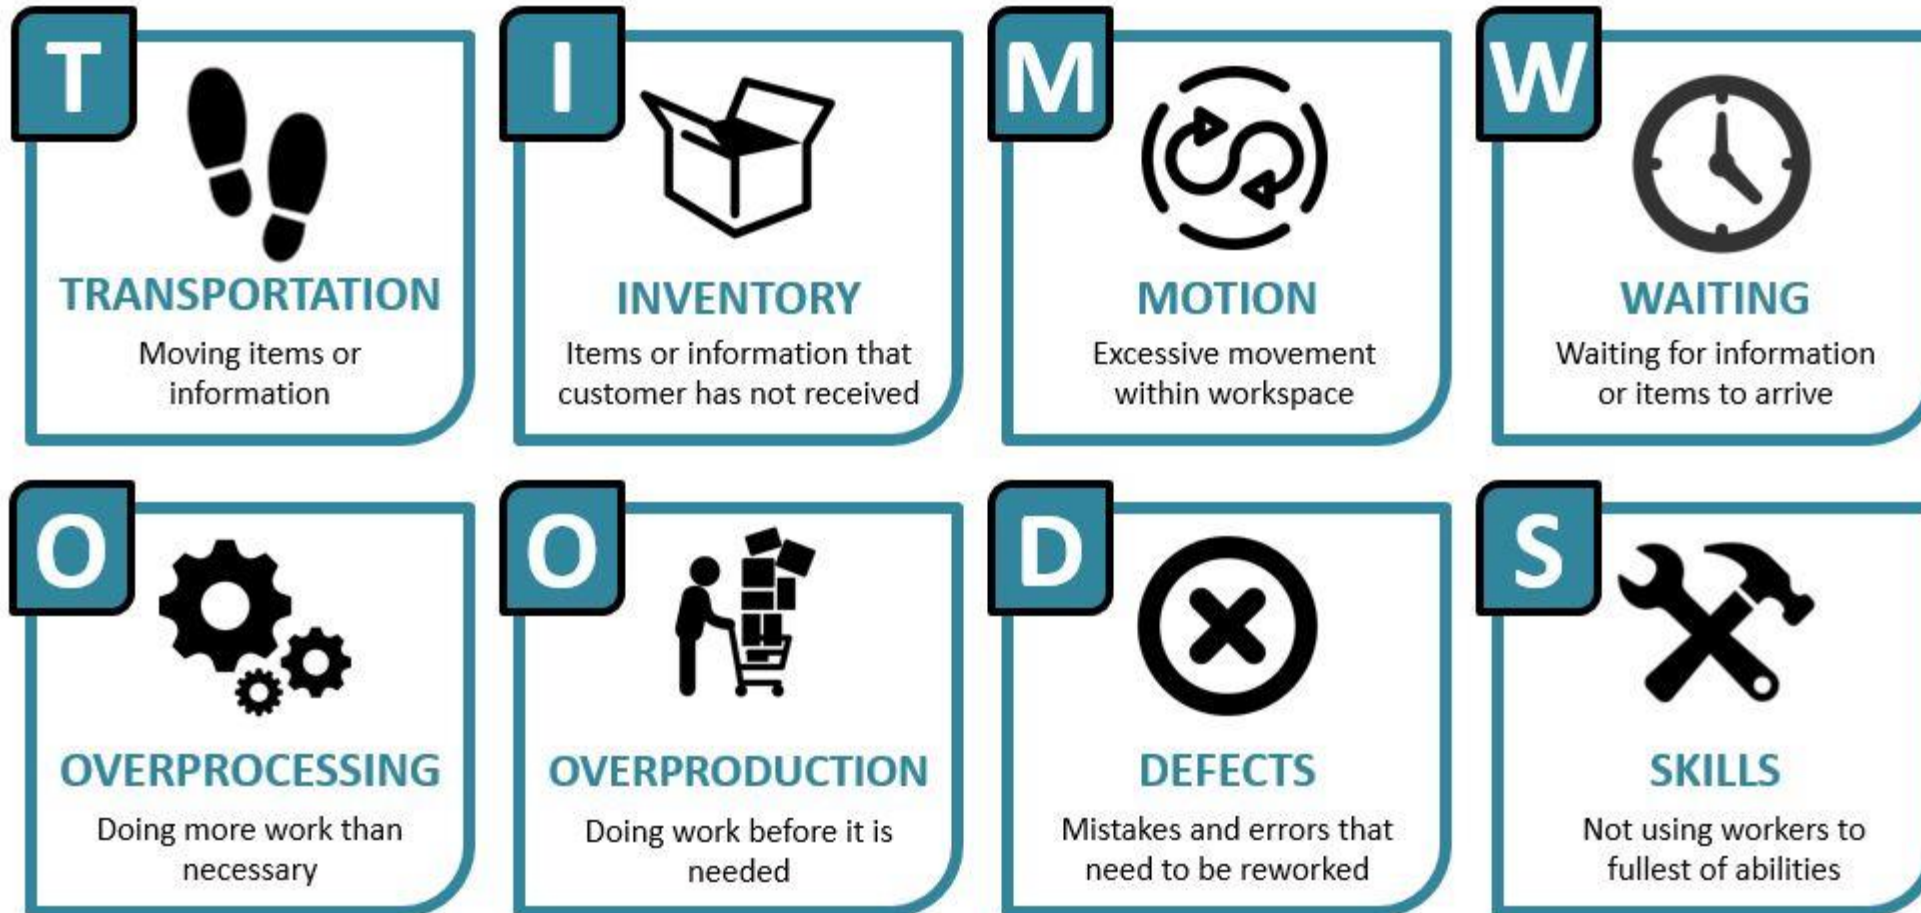 T
TRANSPORTATION
Moving items or
information
I
INVENTORY
Items or information that
customer has not received
M
MOTION
Excessive movement
within workspace
W
WAITING
Waiting for information
or items to arrive
O
OVERPROCESSING
Doing more work than
necessary
O
OVERPRODUCTION
Doing work before it is
needed
D
DEFECTS
Mistakes and errors that
need to be reworked
S
SKILLS
Not using workers to
fullest of abilities